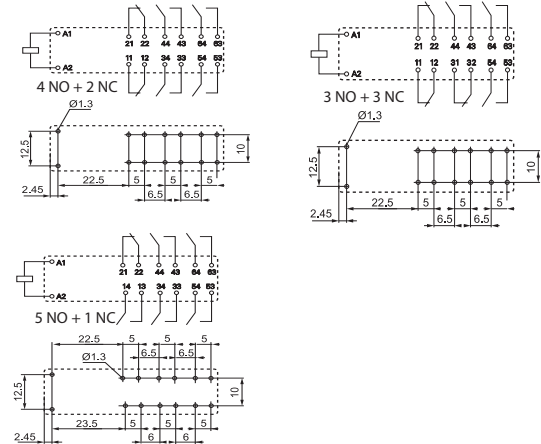 A1 21 22 44 43 64 63
A2 11 12 34 33 54 53
4 NO + 2 NC
Ø1.3
12.5
10
2.45
22.5 5 5 5
6.5 6.5
A1 21 22 44 43 64 63
A2 11 12 31 32 54 53
3 NO + 3 NC
Ø1.3
12.5
10
2.45
22.5 5 5 5
6.5 6.5
A1 21 22 44 43 64 63
A2 14 13 34 33 54 53
5 NO + 1 NC
22.5 5 5 5
Ø1.3 6.5 6.5
12.5
10
23.5 5 5 5
2.45 6 6